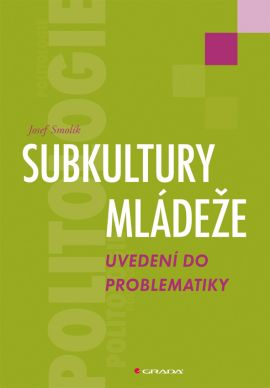 POLITOLOGIE
Josef Smolík
SUBKULTURY
MLÁDEŽE
UVEDENÍ DO
PROBLEMATIKY
GRADA